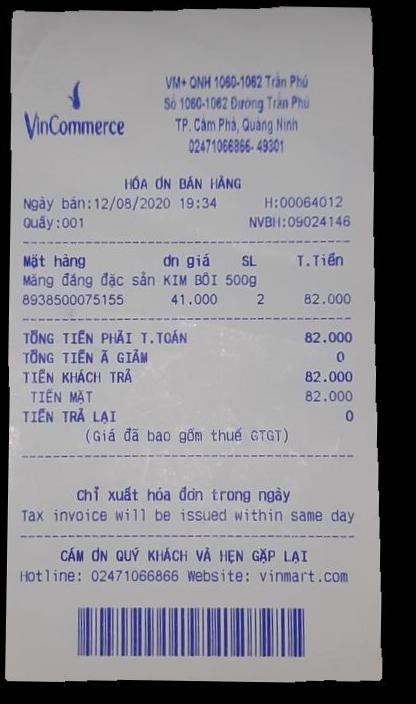 VinCommerce
VM+ QNH 1060-1062 Trần Phú
Số 1060-1062 Đường Trần Phú
TP. Cẩm Phả, Quảng Ninh
02471066866- 49301
HÓA ƠN BÁN HÀNG
Ngày bán:12/08/2020 19:34 H:00064012
Quầy:001 NVBH:09024146
Mặt hàng ơn giá SL T.Tiền
Măng đắng đặc sản KIM BÔI 500g
8938500075155 41.000 2 82.000
TỔNG TIỀN PHẢI T.TOÁN 82.000
TỔNG TIỀN Ã GIẢM 0
TIỀN KHÁCH TRẢ 82.000
TIỀN MẶT 82.000
TIỀN TRẢ LẠI 0
(Giá đã bao gồm thuế GTGT)
Chỉ xuất hóa đơn trong ngày
Tax invoice will be issued within same day
CÁM ƠN QUÝ KHÁCH VÀ HẸN GẶP LẠI
Hotline: 02471066866 Website: vinmart.com